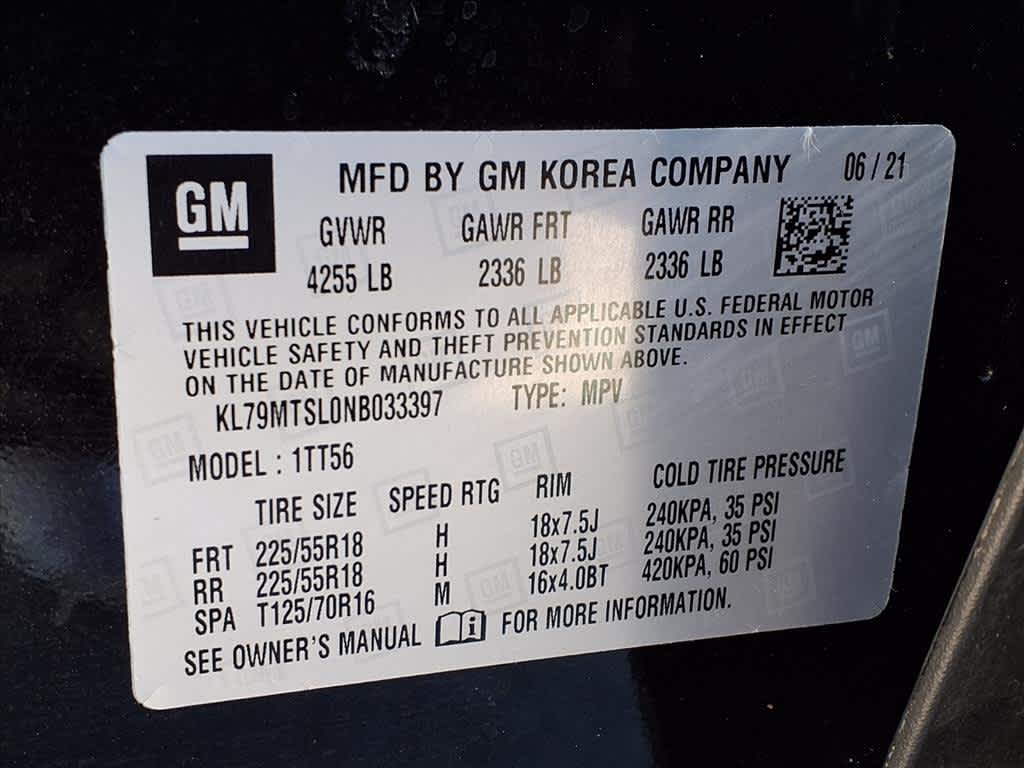 GM
MFD BY GM KOREA COMPANY 06 / 21
GVWR GAWR FRT GAWR RR
4255 LB 2336 LB 2336 LB
THIS VEHICLE CONFORMS TO ALL APPLICABLE U.S. FEDERAL MOTOR
VEHICLE SAFETY AND THEFT PREVENTION STANDARDS IN EFFECT
ON THE DATE OF MANUFACTURE SHOWN ABOVE.
KL79MTSL0NB033397 TYPE: MPV
MODEL : 1TT56
TIRE SIZE SPEED RTG RIM COLD TIRE PRESSURE
FRT 225/55R18 H 18x7.5J 240KPA, 35 PSI
RR 225/55R18 H 18x7.5J 240KPA, 35 PSI
SPA T125/70R16 M 16x4.0BT 420KPA, 60 PSI
SEE OWNER'S MANUAL i FOR MORE INFORMATION.